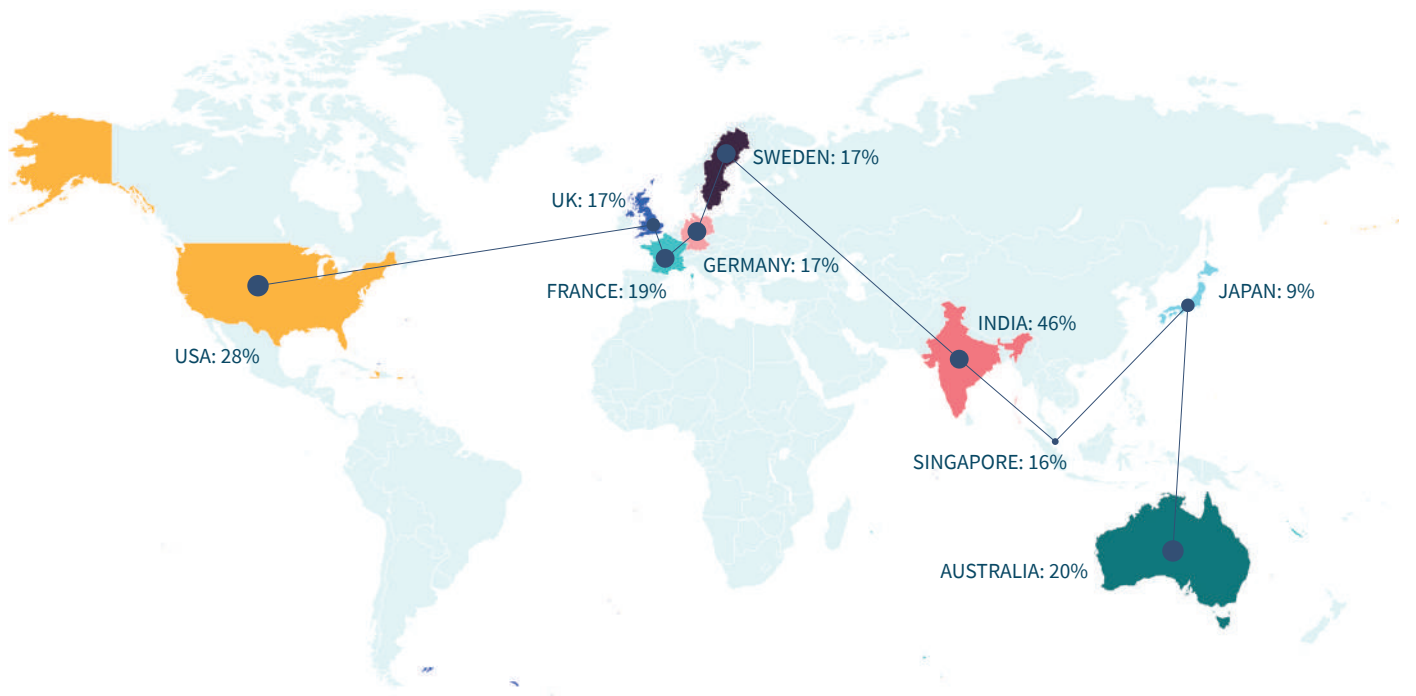 SWEDEN: 17%
UK: 17%
GERMANY: 17%
FRANCE: 19%
JAPAN: 9%
INDIA: 46%
USA: 28%
SINGAPORE: 16%
AUSTRALIA: 20%